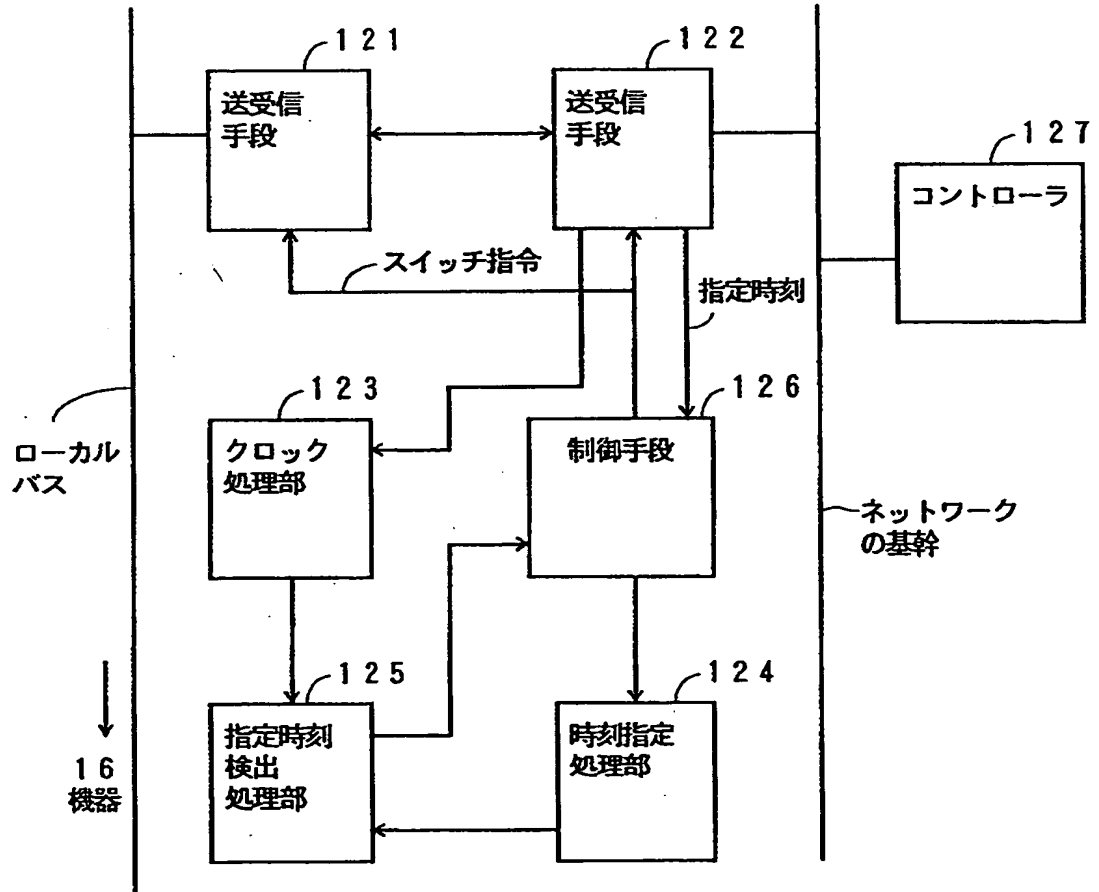 121
送受信
手段
122
送受信
手段
127
コントローラ
スイッチ指令
指定時刻
123
クロック
処理部
126
制御手段
ローカル
バス
ネットワーク
の基幹
125
指定時刻
検出
処理部
124
時刻指定
処理部
16
機器